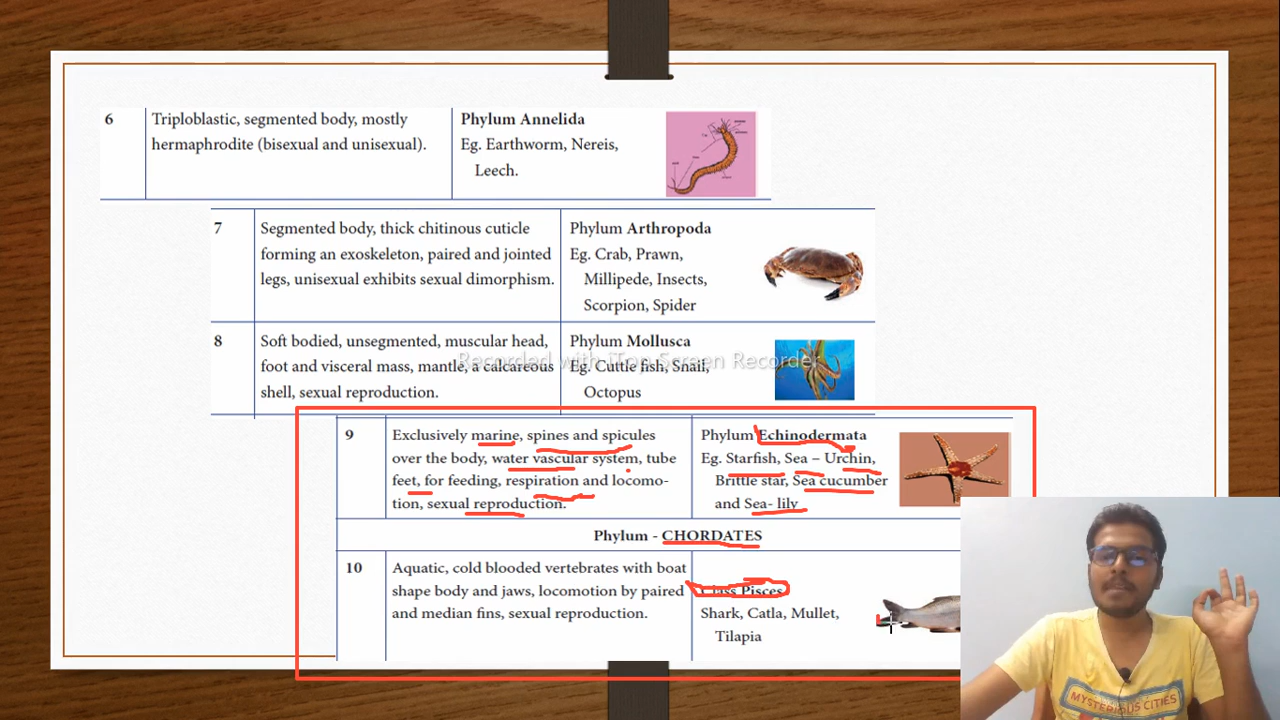 6
Triploblastic, segmented body, mostly
hermaphrodite (bisexual and unisexual).
Phylum Annelida
Eg. Earthworm, Nereis,
Leech.
7
Segmented body, thick chitinous cuticle
forming an exoskeleton, paired and jointed
legs, unisexual exhibits sexual dimorphism.
Phylum Arthropoda
Eg. Crab, Prawn,
Millipede, Insects,
Scorpion, Spider
8
Soft bodied, unsegmented, muscular head,
foot and visceral mass, mantle, a calcareous
shell, sexual reproduction.
Phylum Mollusca
Eg. Cuttle fish, Snail,
Octopus
Recorded with iTop Screen Recorder
9
Exclusively marine, spines and spicules
over the body, water vascular system, tube
feet, for feeding, respiration and locomo-
tion, sexual reproduction.
Phylum Echinodermata
Eg. Starfish, Sea – Urchin,
Brittle star, Sea cucumber
and Sea- lily
Phylum - CHORDATES
10
Aquatic, cold blooded vertebrates with boat
shape body and jaws, locomotion by paired
and median fins, sexual reproduction.
Class Pisces
Shark, Catla, Mullet,
Tilapia
MYSTERIOUS CITIES